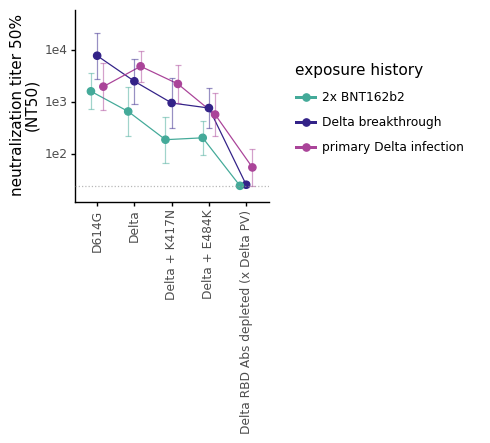 neutralization titer 50%
(NT50)
1e4
1e3
1e2
D614G
Delta
Delta + K417N
Delta + E484K
Delta RBD Abs depleted (x Delta PV)
exposure history
2x BNT162b2
Delta breakthrough
primary Delta infection